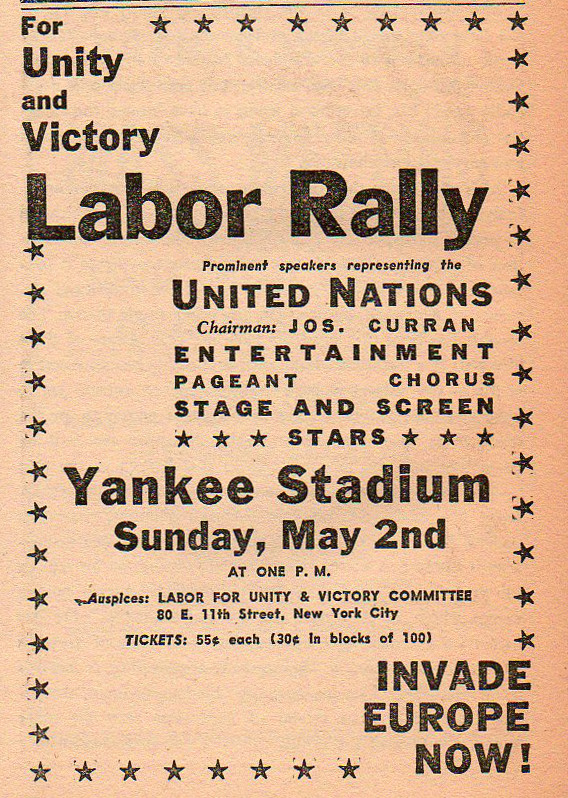 For
Unity
and
Victory
Labor Rally
Prominent speakers representing the
UNITED NATIONS
Chairman: JOS. CURRAN
ENTERTAINMENT
PAGEANT CHORUS
STAGE AND SCREEN
★ ★ ★ STARS ★ ★ ★
Yankee Stadium
Sunday, May 2nd
AT ONE P. M.
Auspices: LABOR FOR UNITY & VICTORY COMMITTEE
80 E. 11th Street, New York City
TICKETS: 55¢ each (30¢ in blocks of 100)
INVADE
EUROPE
NOW!